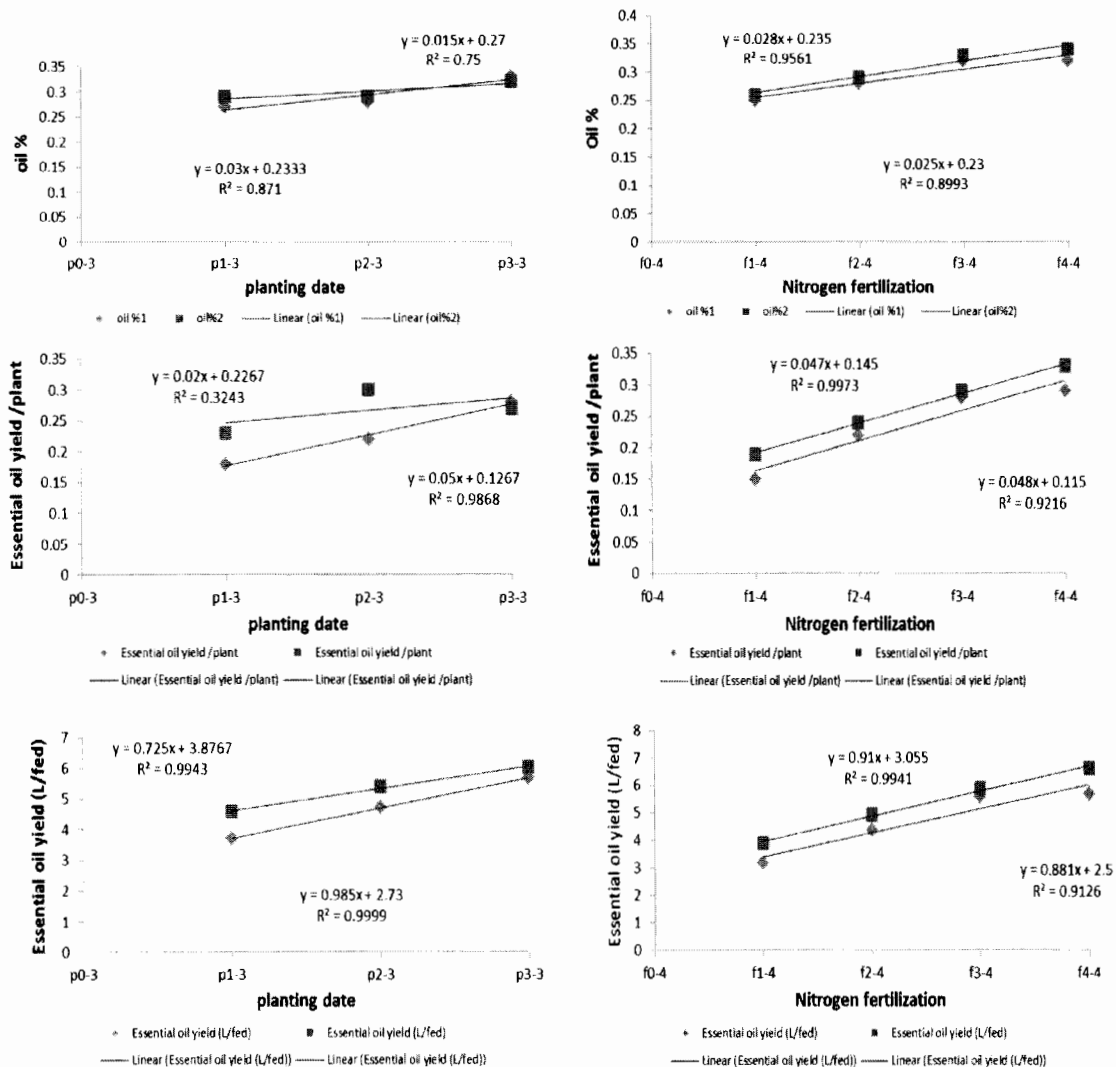 y = 0.015x + 0.27
R² = 0.75
0.35
0.3
0.25
0.2
0.15
0.1
0.05
0
oil %
y = 0.03x + 0.2333
R² = 0.871
p0-3 p1-3 p2-3 p3-3
planting date
oil %1 oil%2 Linear (oil %1) Linear (oil%2)
0.4
0.35
0.3
0.25
0.2
0.15
0.1
0.05
0
Oil %
y = 0.028x + 0.235
R² = 0.9561
y = 0.025x + 0.23
R² = 0.8993
f0-4 f1-4 f2-4 f3-4 f4-4
Nitrogen fertilization
oil %1 oil%2 Linear (oil %1) Linear (oil%2)
0.35
0.3
0.25
0.2
0.15
0.1
0.05
0
Essential oil yield /plant
y = 0.02x + 0.2267
R² = 0.3243
y = 0.05x + 0.1267
R² = 0.9868
p0-3 p1-3 p2-3 p3-3
planting date
Essential oil yield /plant Essential oil yield /plant
Linear (Essential oil yield /plant) Linear (Essential oil yield /plant)
0.35
0.3
0.25
0.2
0.15
0.1
0.05
0
Essential oil yield /plant
y = 0.047x + 0.145
R² = 0.9973
y = 0.048x + 0.115
R² = 0.9216
f0-4 f1-4 f2-4 f3-4 f4-4
Nitrogen fertilization
Essential oil yield /plant Essential oil yield /plant
Linear (Essential oil yield /plant) Linear (Essential oil yield /plant)
7
6
5
4
3
2
1
0
Essential oil yield (L/fed)
y = 0.725x + 3.8767
R² = 0.9943
y = 0.985x + 2.73
R² = 0.9999
p0-3 p1-3 p2-3 p3-3
planting date
Essential oil yield (L/fed) Essential oil yield (L/fed)
Linear (Essential oil yield (L/fed)) Linear (Essential oil yield (L/fed))
8
7
6
5
4
3
2
1
0
Essential oil yield (L/fed)
y = 0.91x + 3.055
R² = 0.9941
y = 0.881x + 2.5
R² = 0.9126
f0-4 f1-4 f2-4 f3-4 f4-4
Nitrogen fertilization
Essential oil yield (L/fed) Essential oil yield (L/fed)
Linear (Essential oil yield (L/fed)) Linear (Essential oil yield (L/fed))